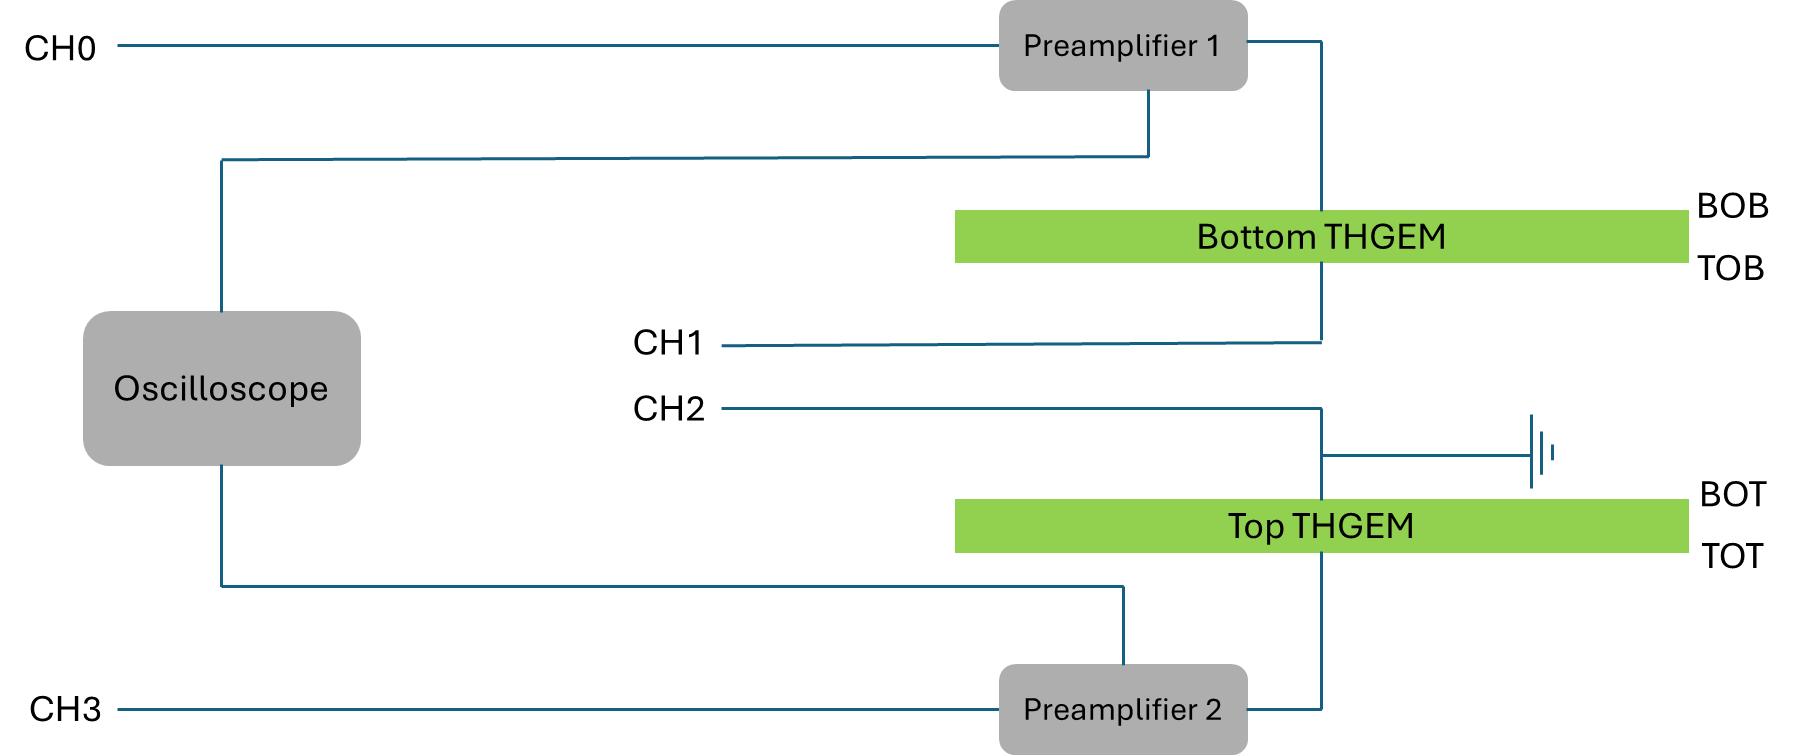 CH0
Preamplifier 1
BOB
Bottom THGEM
TOB
CH1
Oscilloscope
CH2
BOT
Top THGEM
TOT
CH3
Preamplifier 2